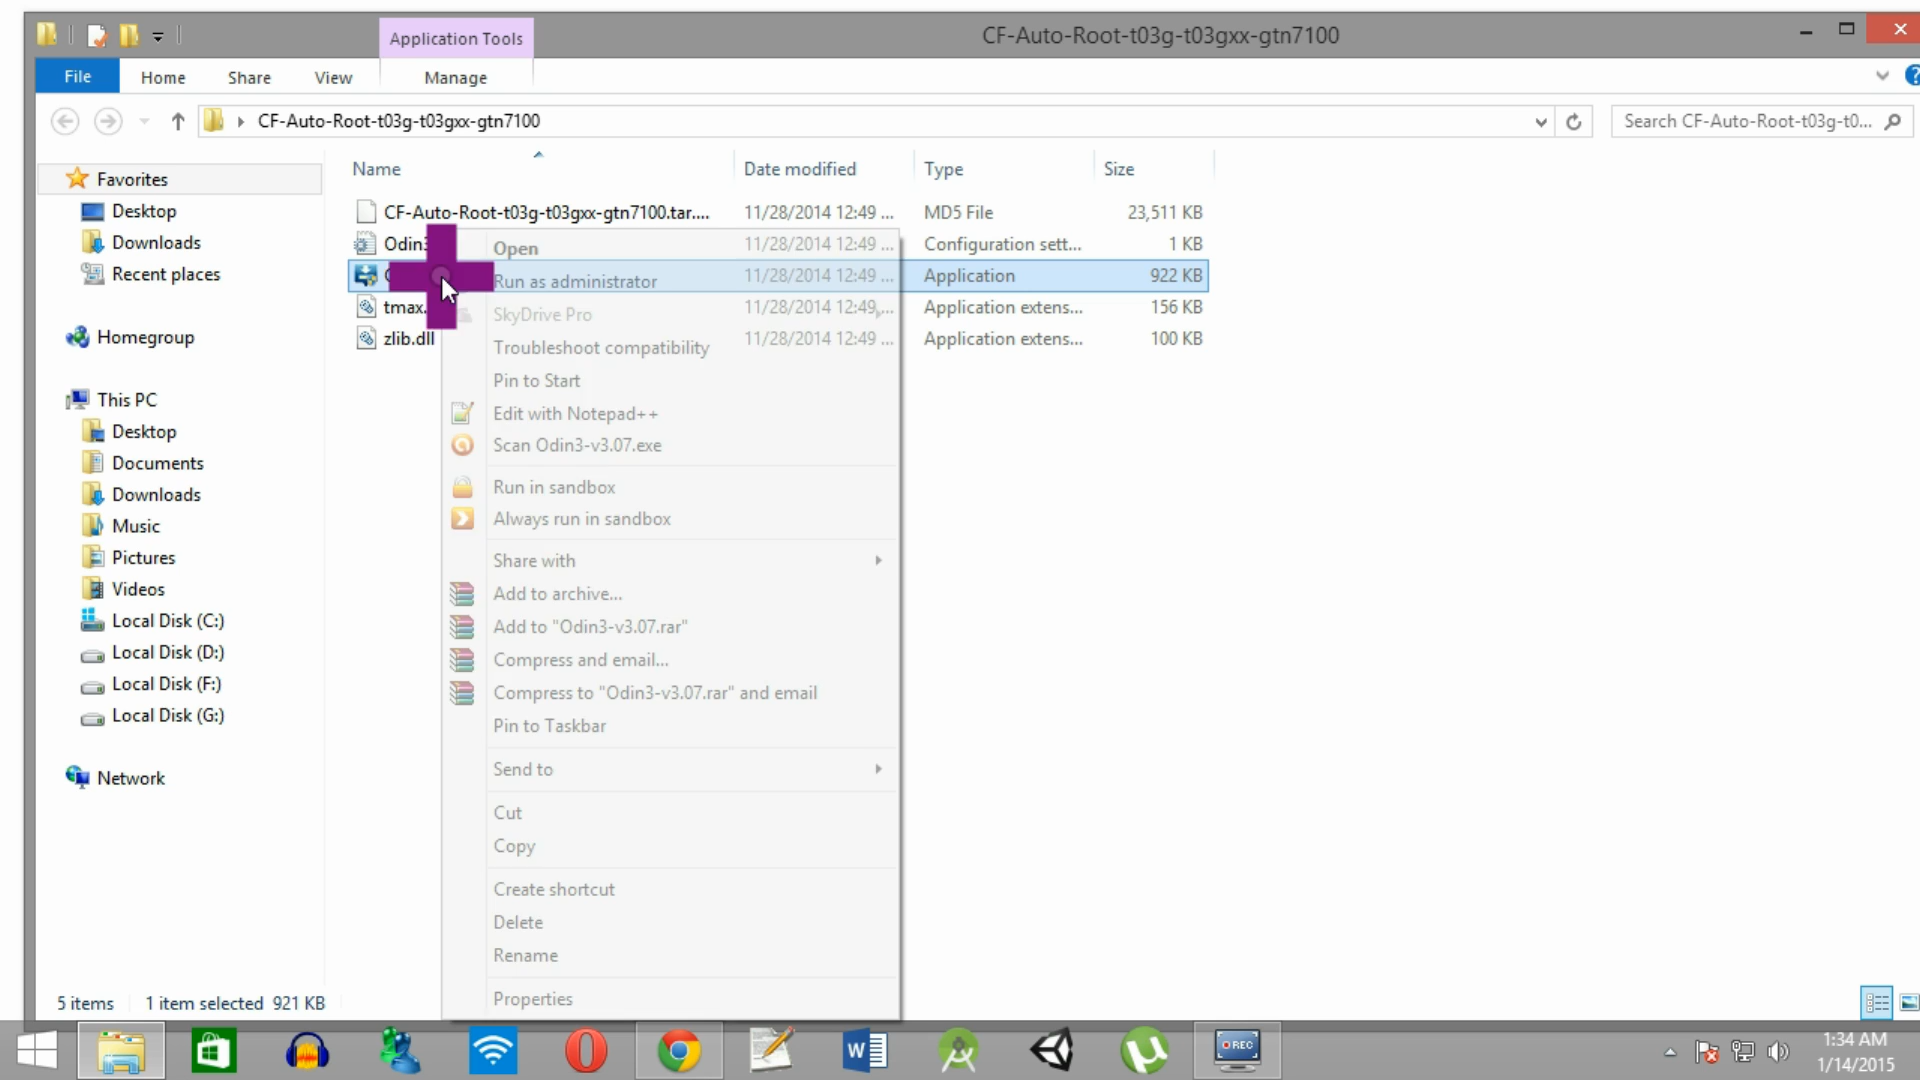 Application Tools
CF-Auto-Root-t03g-t03gxx-gtn7100
File
Home
Share
View
Manage
CF-Auto-Root-t03g-t03gxx-gtn7100
Search CF-Auto-Root-t03g-t0...
Name
Date modified
Type
Size
Favorites
Desktop
Downloads
Recent places
Homegroup
This PC
Desktop
Documents
Downloads
Music
Pictures
Videos
Local Disk (C:)
Local Disk (D:)
Local Disk (F:)
Local Disk (G:)
Network
CF-Auto-Root-t03g-t03gxx-gtn7100.tar.... 11/28/2014 12:49 ... MD5 File 23,511 KB
11/28/2014 12:49 ... Configuration sett... 1 KB
11/28/2014 12:49 ... Application 922 KB
tmax. 11/28/2014 12:49 ... Application extens... 156 KB
zlib.dll 11/28/2014 12:49 ... Application extens... 100 KB
Open
Run as administrator
SkyDrive Pro
Troubleshoot compatibility
Pin to Start
Edit with Notepad++
Scan Odin3-v3.07.exe
Run in sandbox
Always run in sandbox
Share with
Add to archive...
Add to "Odin3-v3.07.rar"
Compress and email...
Compress to "Odin3-v3.07.rar" and email
Pin to Taskbar
Send to
Cut
Copy
Create shortcut
Delete
Rename
Properties
5 items 1 item selected 921 KB
REC
1:34 AM
1/14/2015